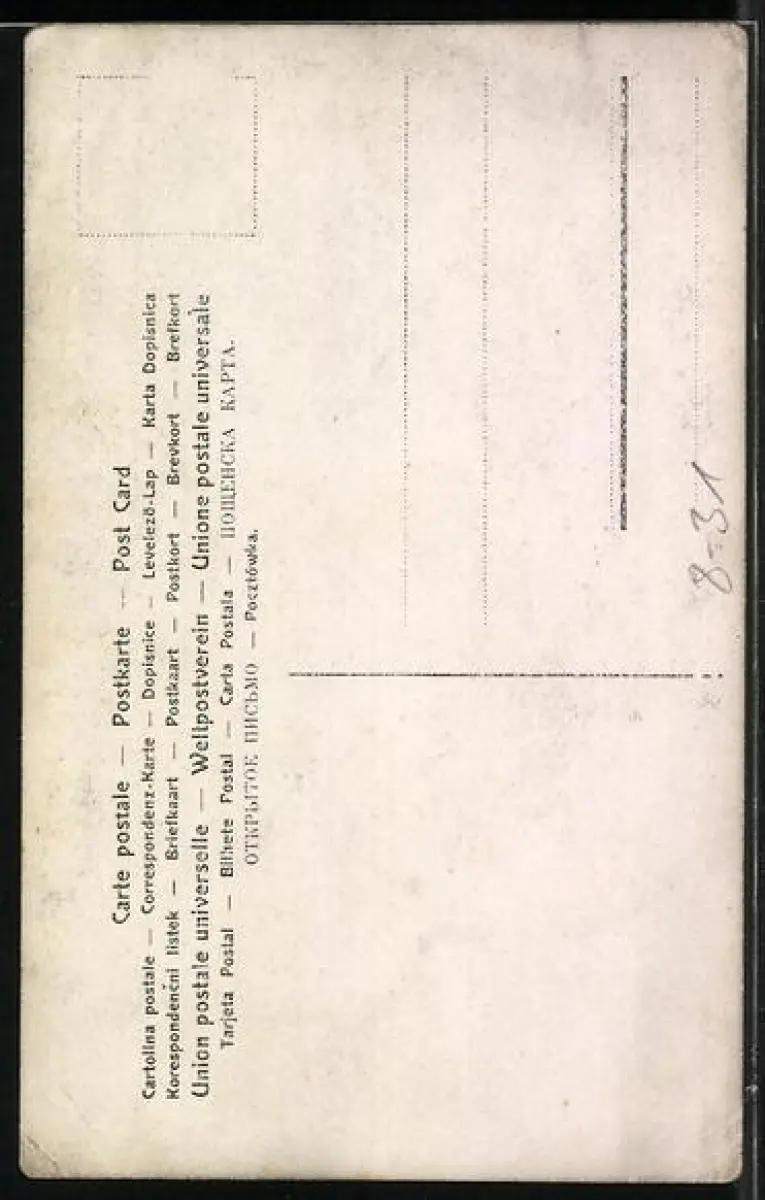 Carte postale — Postkarte — Post Card
Cartolina postale — Correspondenz-Karte — Dopisnice — Levelező-Lap — Karta Dopisnica
Korespondenční lístek — Briefkaart — Postkaart — Postkort — Brevkort — Brefkort
Union postale universelle — Weltpostverein — Unione postale universale
Tarjeta Postal — Bilhete Postal — Carta Postala — ПОЩЕНСКА КАРТА.
ОТКРЫТОЕ ПИСЬМО — Pocztówka.
8-31